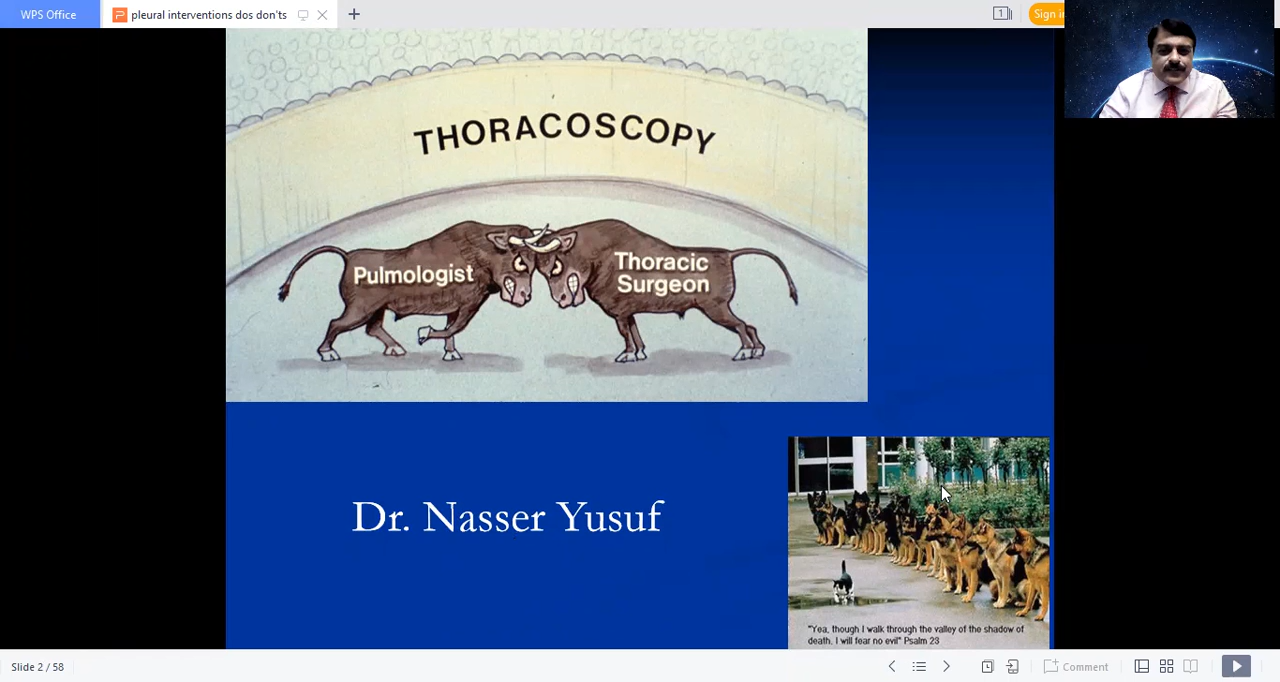 WPS Office
pleural interventions dos don'ts
1
Sign in
THORACOSCOPY
Pulmologist
Thoracic
Surgeon
Dr. Nasser Yusuf
"Yea, though I walk through the valley of the shadow of
death, I will fear no evil" Psalm 23
Slide 2 / 58
Comment